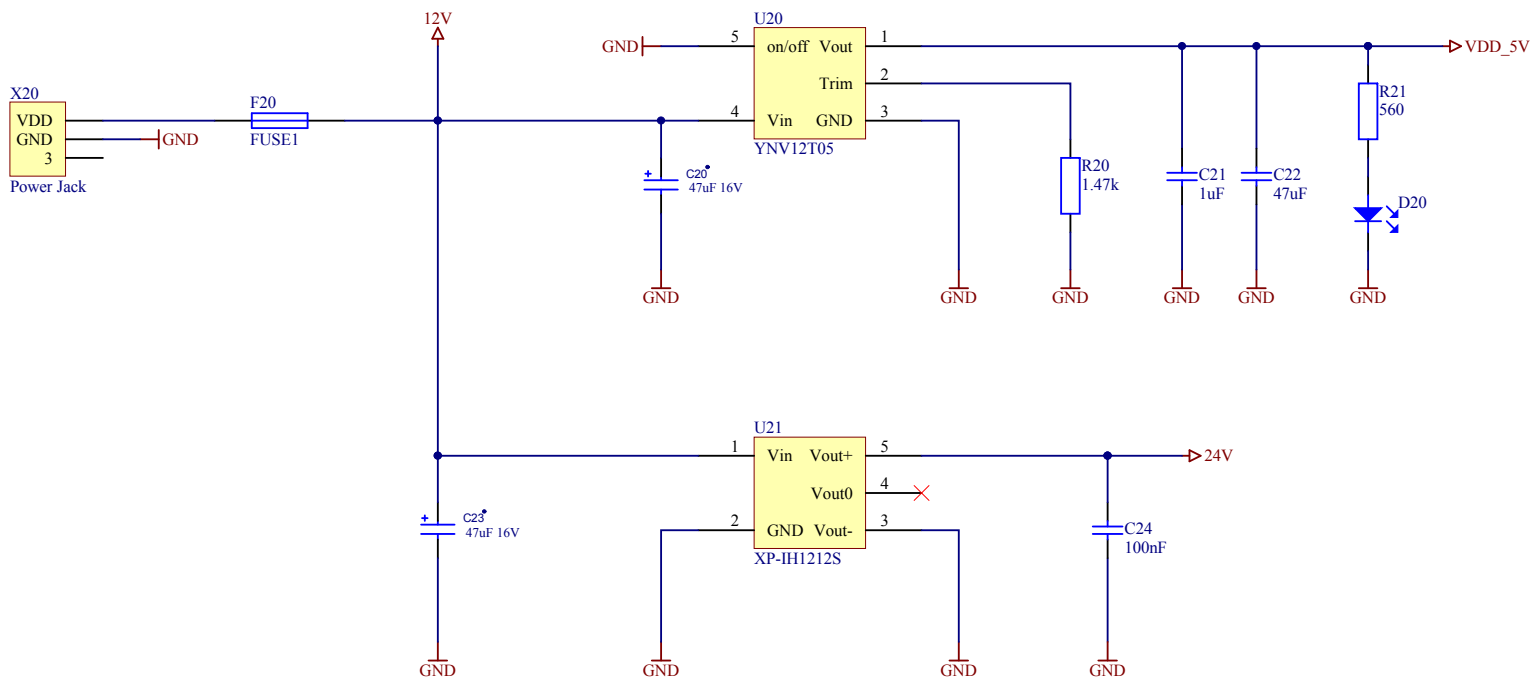 12V
U20
GND
5
on/off
Vout
1
VDD_5V
Trim
2
4
Vin
GND
3
YNV12T05
X20
VDD
GND
3
Power Jack
GND
F20
FUSE1
C20
47uF 16V
GND
GND
R20
1.47k
GND
C21
1uF
GND
C22
47uF
GND
R21
560
D20
GND
U21
1
Vin
Vout+
5
24V
Vout0
4
2
GND
Vout-
3
XP-IH1212S
C23
47uF 16V
GND
GND
GND
C24
100nF
GND